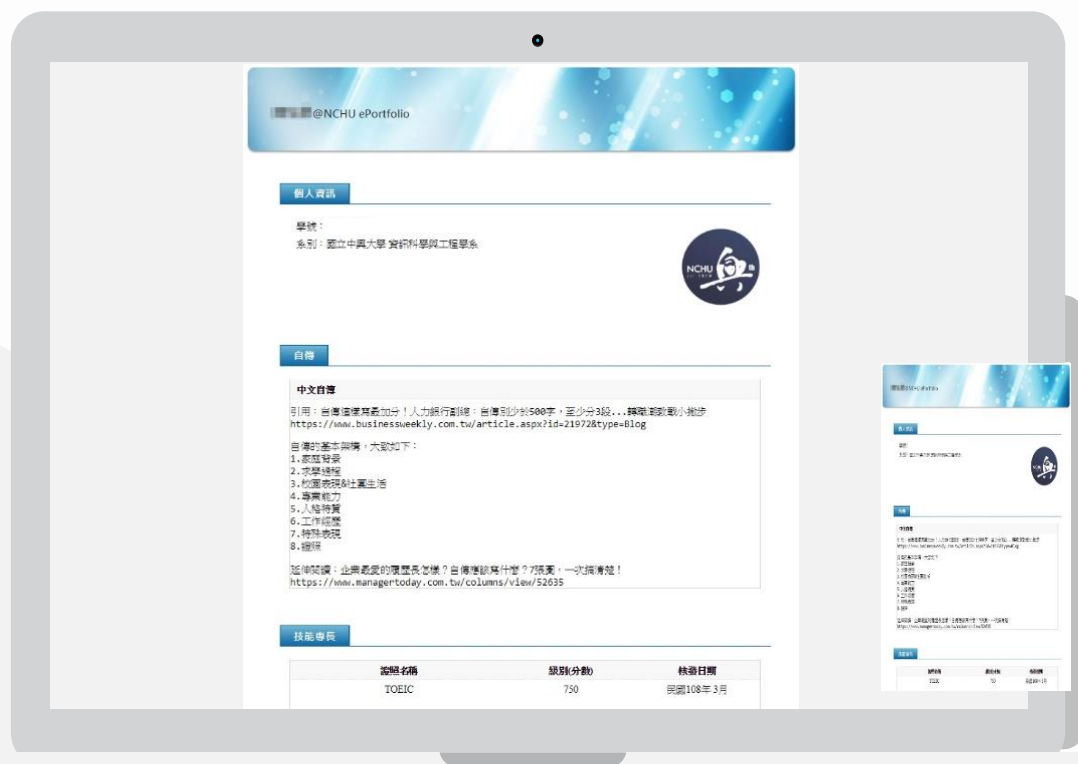 @NCHU ePortfolio
個人資訊
學號：
系別：國立中興大學 資訊科學與工程學系
NCHU
興
自傳
中文自傳
引用：自傳這樣寫最加分！人力銀行副總：自傳別少於500字，至少分3段...轉職潮致戰小撇步
https://www.businessweekly.com.tw/article.aspx?id=21972&type=Blog
自傳的基本架構，大致如下：
1.家庭背景
2.求學過程
3.校園表現&社團生活
4.專業能力
5.人格特質
6.工作經歷
7.特殊表現
8.證照
延伸閱讀：企業最愛的履歷長怎樣？自傳應該寫什麼？7張圖，一次搞清楚！
https://www.managertoday.com.tw/columns/view/52635
技能專長
證照名稱 級別(分數) 核發日期
TOEIC 750 民國108年 3月